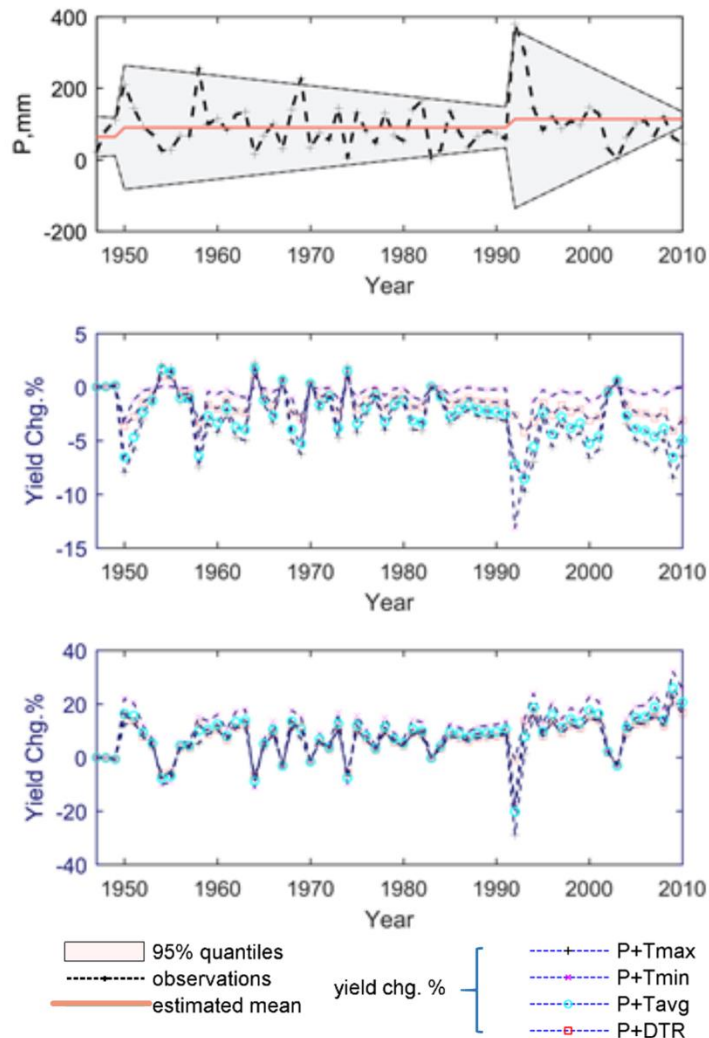 400
200
0
-200
P,mm
1950 1960 1970 1980 1990 2000 2010
Year
5
0
-5
-10
-15
Yield Chg.%
1950 1960 1970 1980 1990 2000 2010
Year
40
20
0
-20
-40
Yield Chg.%
1950 1960 1970 1980 1990 2000 2010
Year
95% quantiles
observations
estimated mean
yield chg. %
P+Tmax
P+Tmin
P+Tavg
P+DTR